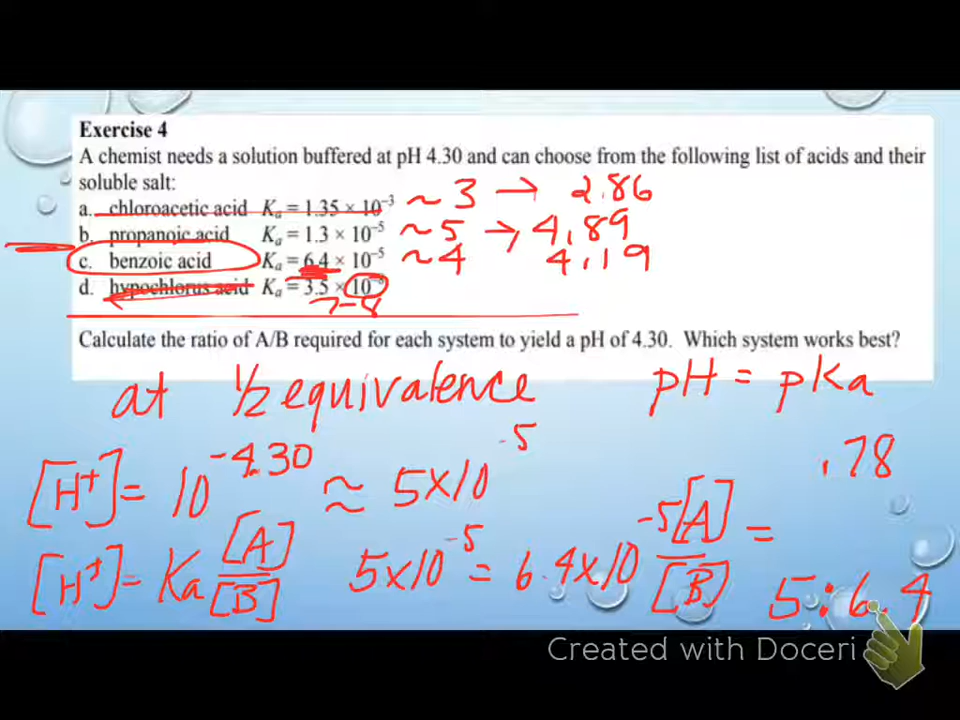 Exercise 4
A chemist needs a solution buffered at pH 4.30 and can choose from the following list of acids and their
soluble salt:
a. chloroacetic acid Ka = 1.35 × 10⁻³ ~ 3 → 2.86
b. propanoic acid Ka = 1.3 × 10⁻⁵ ~ 5 → 4.89
c. benzoic acid Ka = 6.4 × 10⁻⁵ ~ 4 4.19
d. hypochlorus acid Ka = 3.5 × 10⁻⁸
7-8
Calculate the ratio of A/B required for each system to yield a pH of 4.30. Which system works best?
at ½ equivalence pH = pKa
[H⁺] = 10^-4.30 ≈ 5×10^-5 .78
[H⁺] = Ka [A]/[B] 5×10^-5 = 6.4×10^-5 [A]/[B] = 5:6.4
Created with Doceri